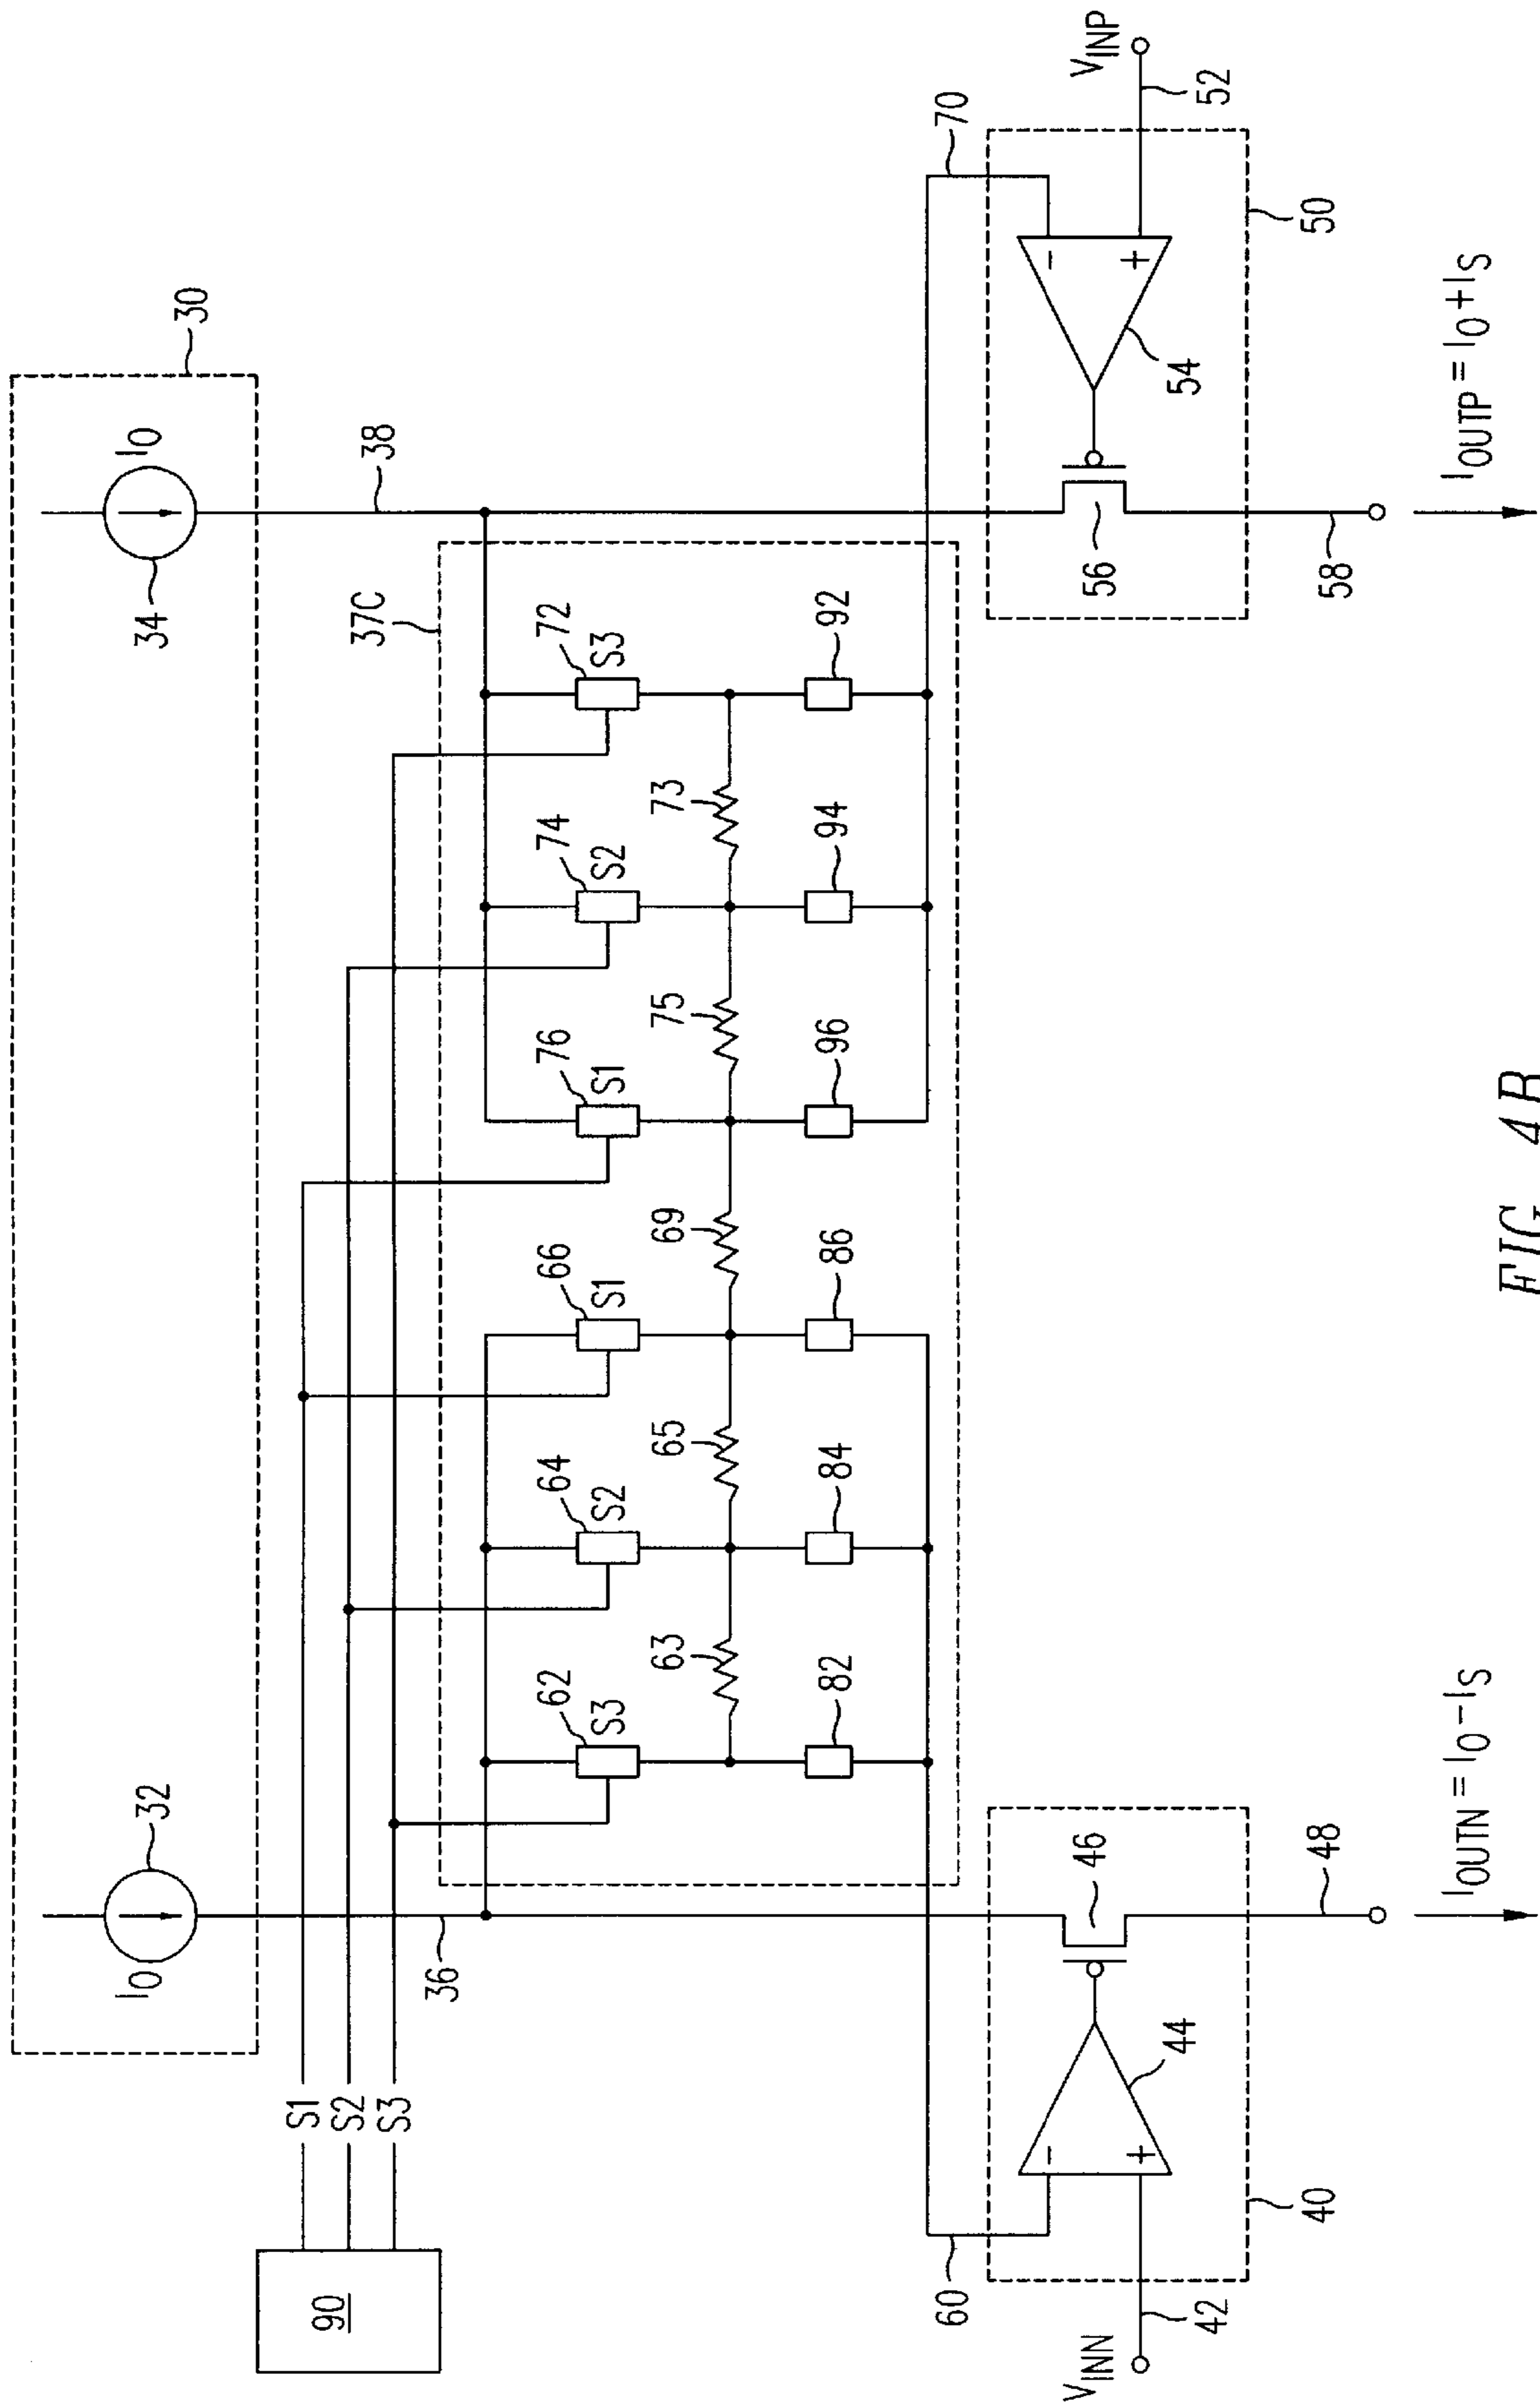 30
I0
32
I0
34
S1
S2
S3
90
36
38
37C
62
S3
64
S2
66
S1
76
S1
74
S2
72
S3
63
65
69
75
73
82
84
86
96
94
92
60
70
VINN
42
-
+
44
46
40
48
VINP
52
-
+
54
56
50
58
IOUTN = I0 - IS
IOUTP = I0 + IS